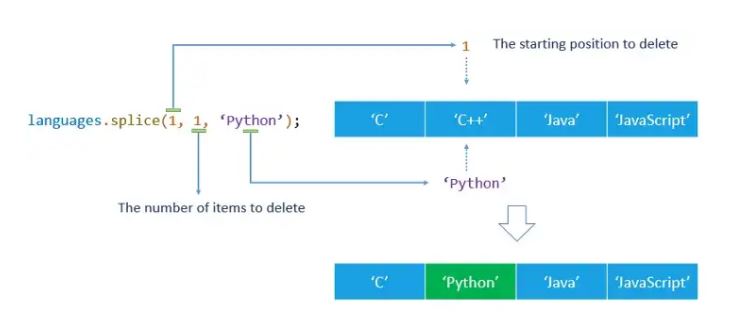 1 The starting position to delete
languages.splice(1, 1, ‘Python’);
‘C’ ‘C++’ ‘Java’ ‘JavaScript’
‘Python’
The number of items to delete
‘C’ ‘Python’ ‘Java’ ‘JavaScript’